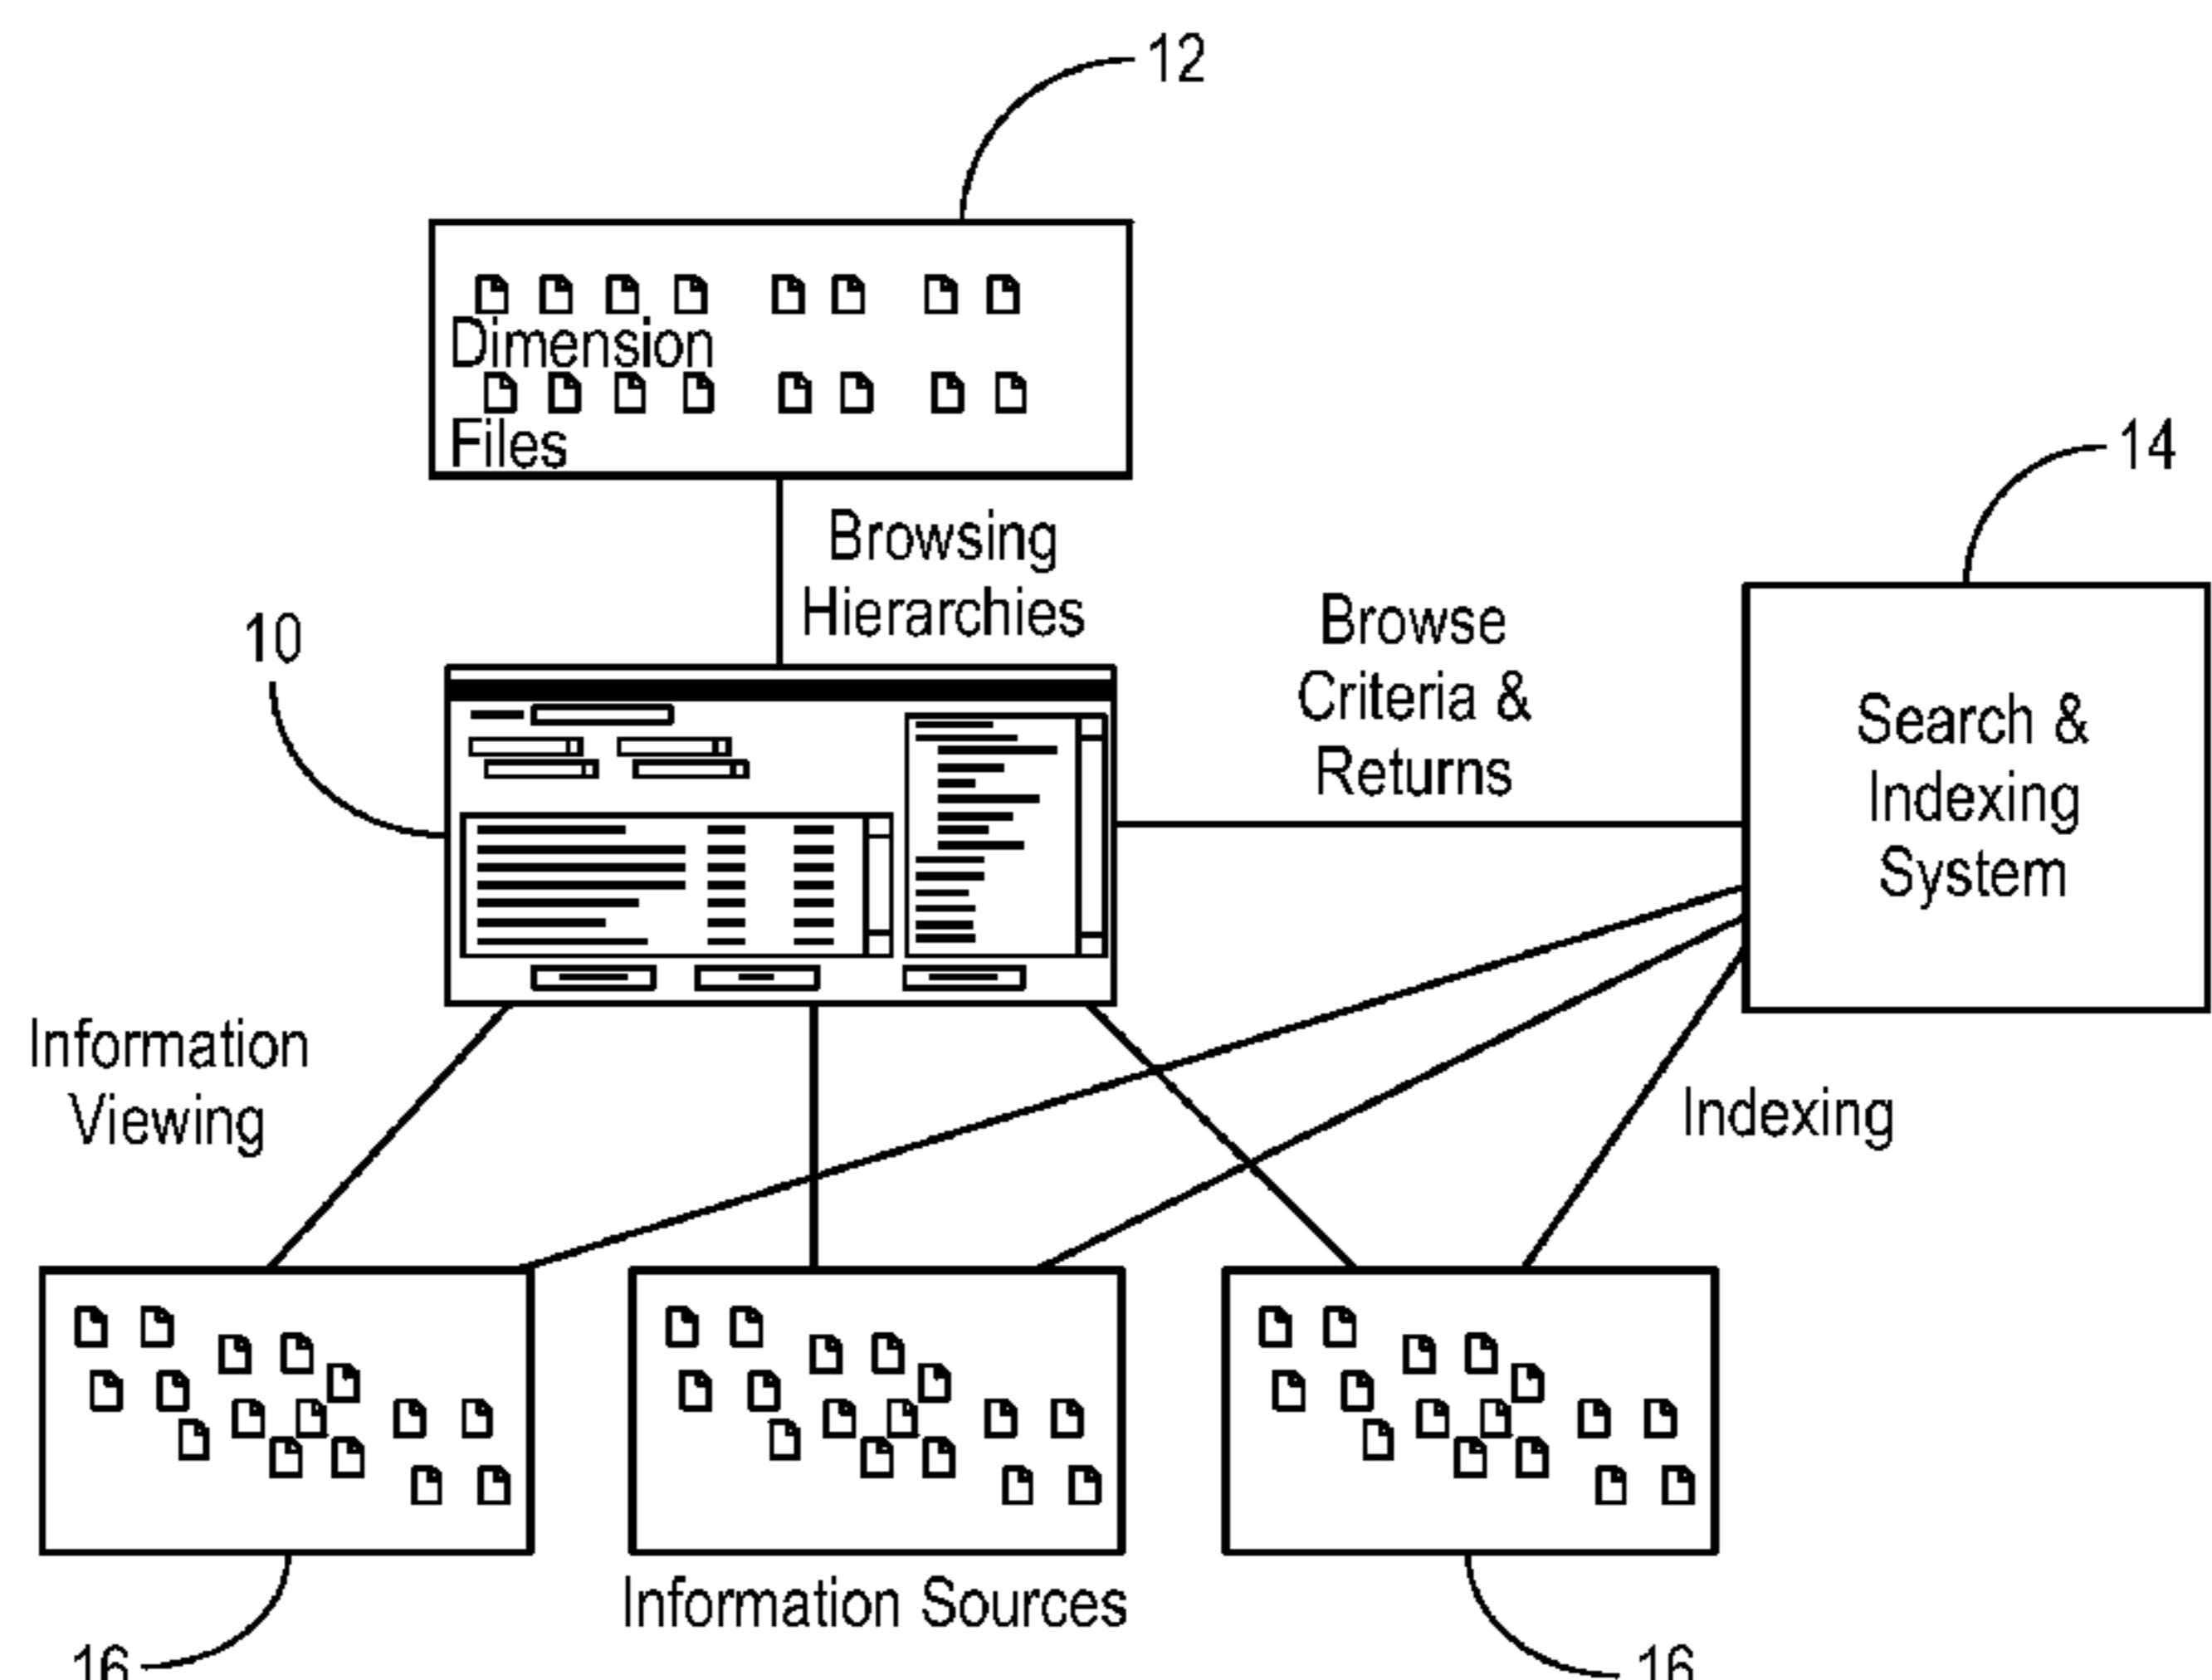 12
Dimension
Files
14
Browsing
Hierarchies
10
Browse
Criteria &
Returns
Search &
Indexing
System
Information
Viewing
Indexing
Information Sources
16
16